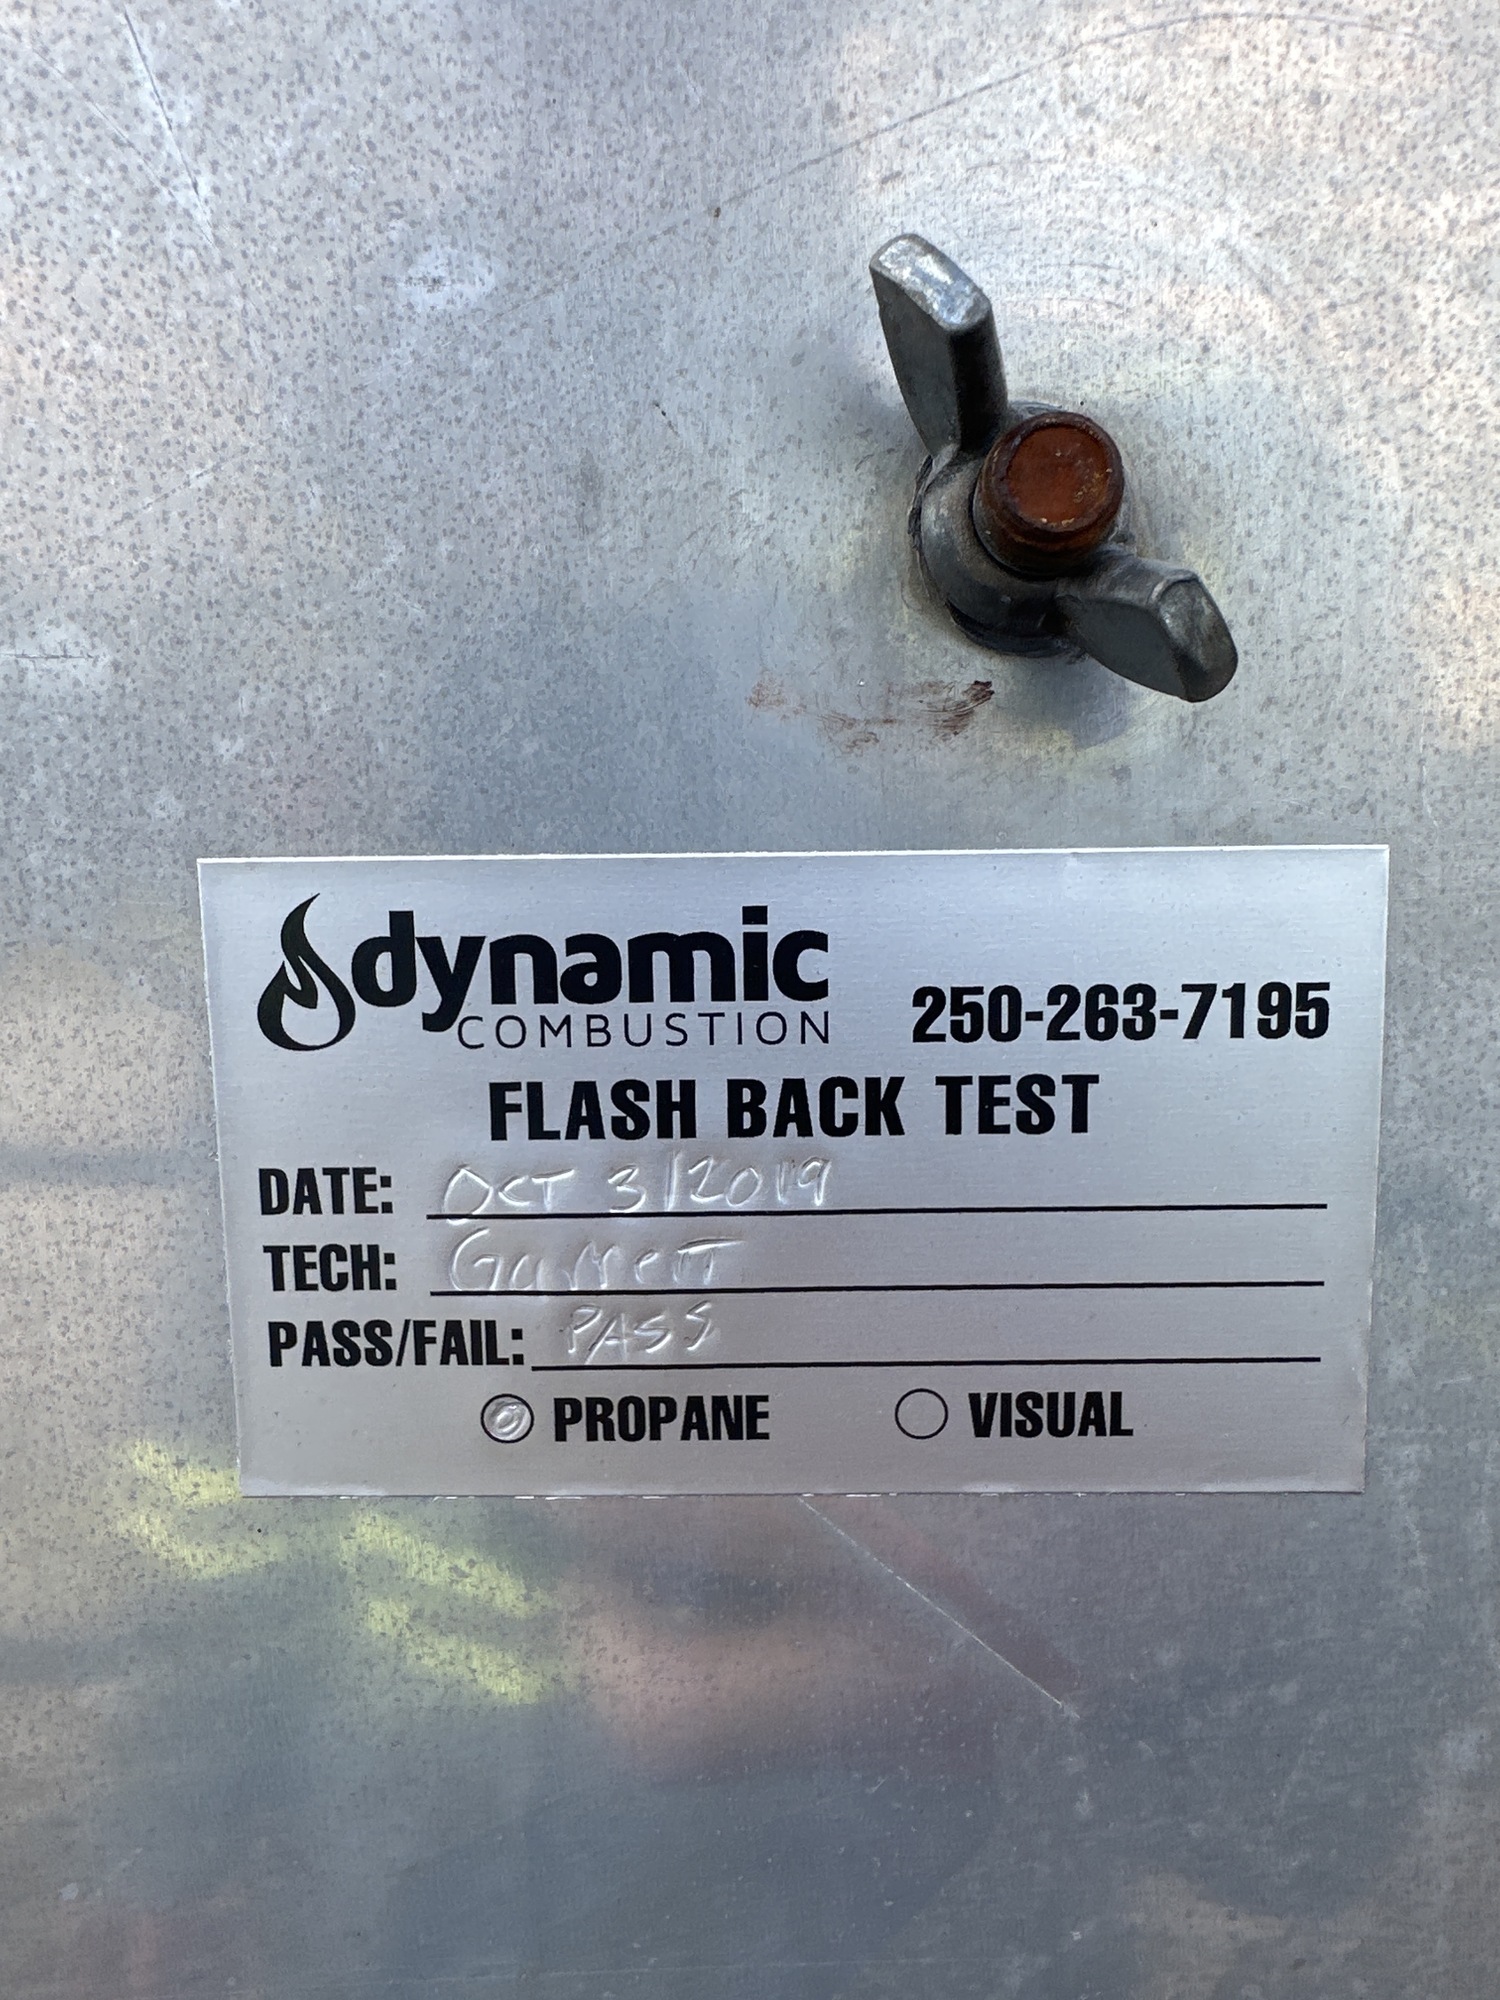 dynamic
COMBUSTION
250-263-7195
FLASH BACK TEST
DATE: OCT 3/2019
TECH: Garrett
PASS/FAIL: PASS
PROPANE VISUAL